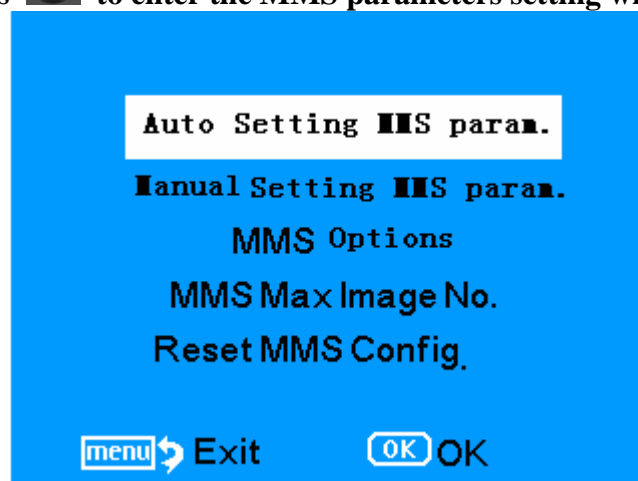 to enter the MMS parameters setting
Auto Setting MMS param.
Manual Setting MMS param.
MMS Options
MMS Max Image No.
Reset MMS Config.
menu Exit OK OK